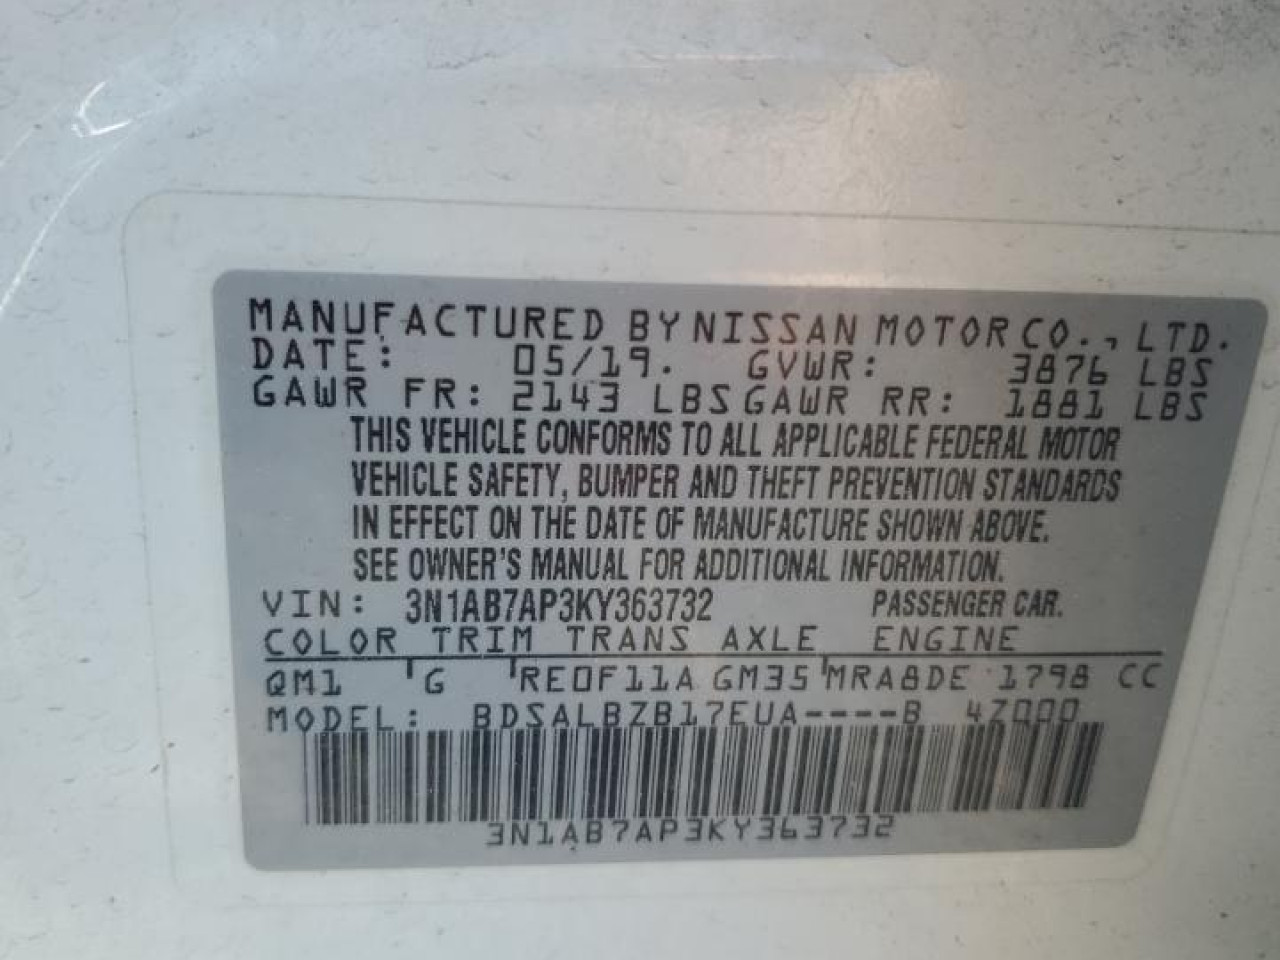 MANUFACTURED BY NISSAN MOTOR CO., LTD.
DATE: 05/19. GVWR: 3876 LBS
GAWR FR: 2143 LBS GAWR RR: 1881 LBS
THIS VEHICLE CONFORMS TO ALL APPLICABLE FEDERAL MOTOR
VEHICLE SAFETY, BUMPER AND THEFT PREVENTION STANDARDS
IN EFFECT ON THE DATE OF MANUFACTURE SHOWN ABOVE.
SEE OWNER'S MANUAL FOR ADDITIONAL INFORMATION.
VIN: 3N1AB7AP3KY363732 PASSENGER CAR.
COLOR TRIM TRANS AXLE ENGINE
QM1 'G 'RE0F11A GM35 'MRA8DE 1798 CC
MODEL: BDSALBZB17EUA----B 4Z000
3N1AB7AP3KY363732